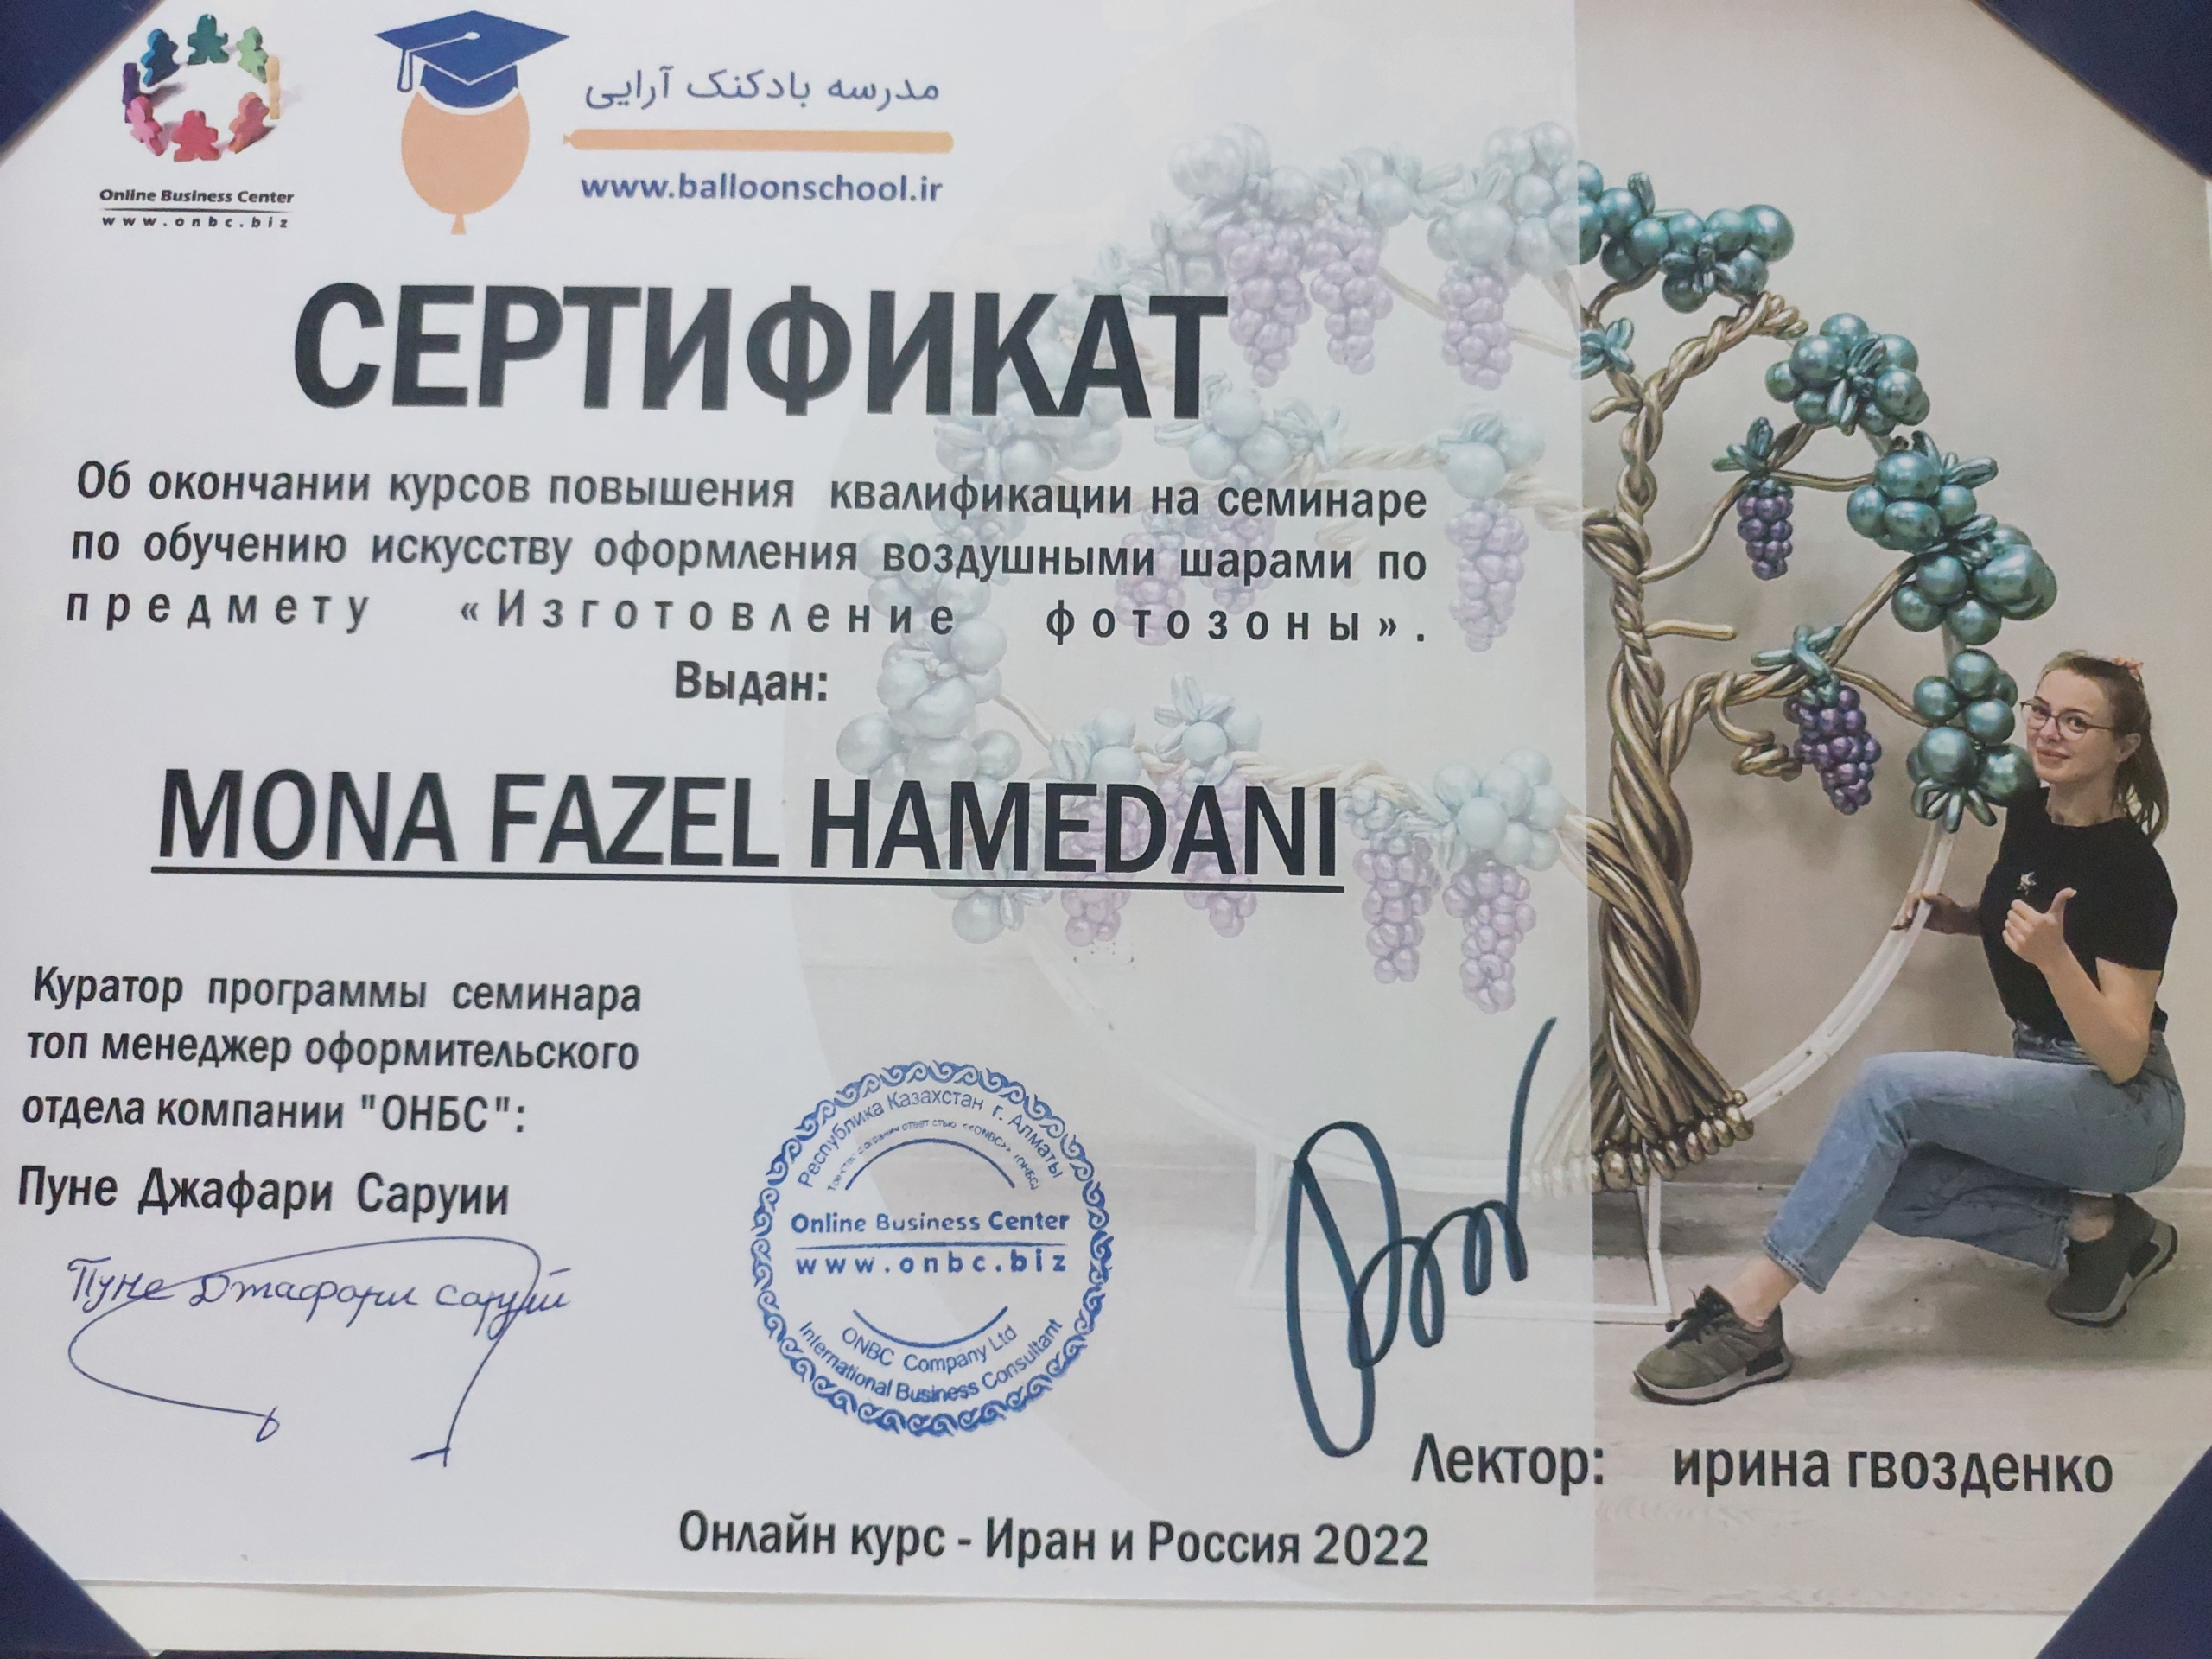 Online Business Center
www.onbc.biz
مدرسه بادکنک آرایی
www.balloonschool.ir
СЕРТИФИКАТ
Об окончании курсов повышения квалификации на семинаре
по обучению искусству оформления воздушными шарами по
предмету «Изготовление фотозоны».
Выдан:
MONA FAZEL HAMEDANI
Куратор программы семинара
топ менеджер оформительского
отдела компании "ОНБС":
Пуне Джафари Саруии
Пуне Джафари Саруии
Республика Казахстан г. Алматы
«ONBC» (ОНБС)
Online Business Center
www.onbc.biz
ONBC Company Ltd
International Business Consultant
Лектор: ирина гвозденко
Онлайн курс - Иран и Россия 2022